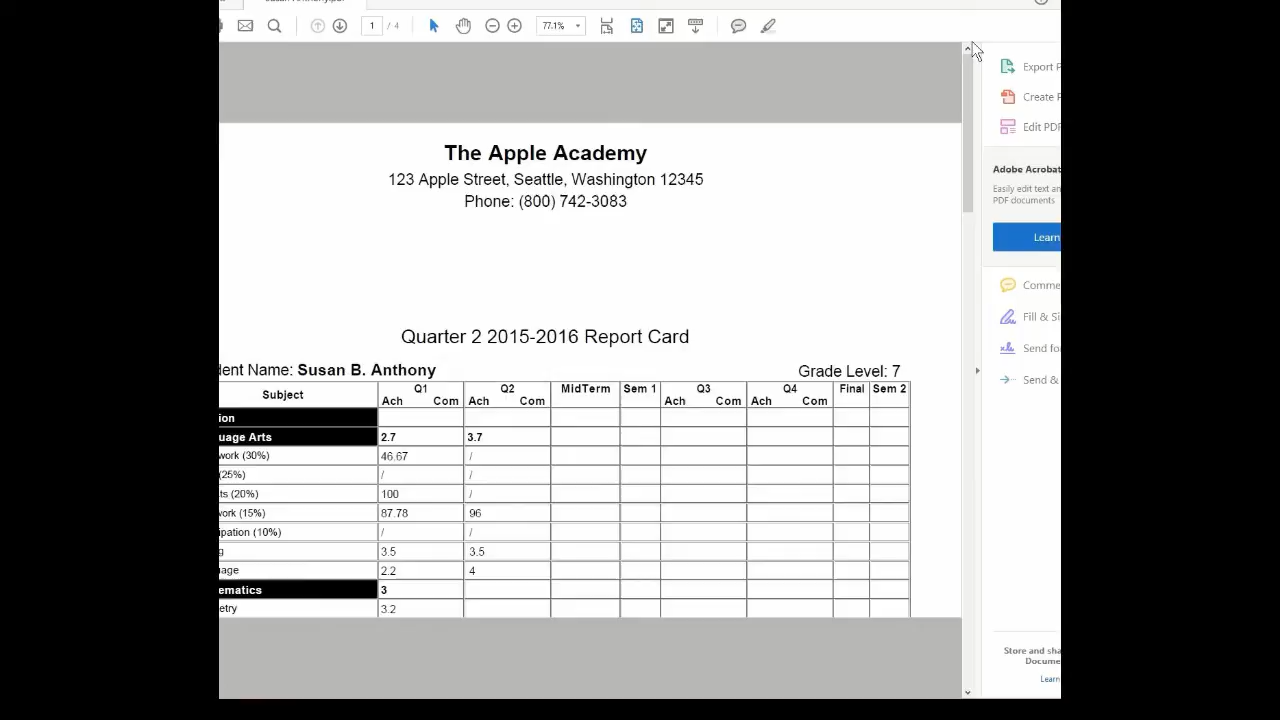 1 / 4
77.1%
Export P
Create P
Edit PDF
Adobe Acrobat
Easily edit text an
PDF documents
Learn
Comme
Fill & Si
Send fo
Send &
Store and sha
Docume
Learn
The Apple Academy
123 Apple Street, Seattle, Washington 12345
Phone: (800) 742-3083
Quarter 2 2015-2016 Report Card
dent Name: Susan B. Anthony Grade Level: 7
Subject Q1 Ach Com Q2 Ach Com MidTerm Sem 1 Q3 Ach Com Q4 Ach Com Final Sem 2
ion
uage Arts 2.7 3.7
work (30%) 46.67 /
(25%) / /
ts (20%) 100 /
work (15%) 87.78 96
ipation (10%) / /
g 3.5 3.5
age 2.2 4
ematics 3
etry 3.2